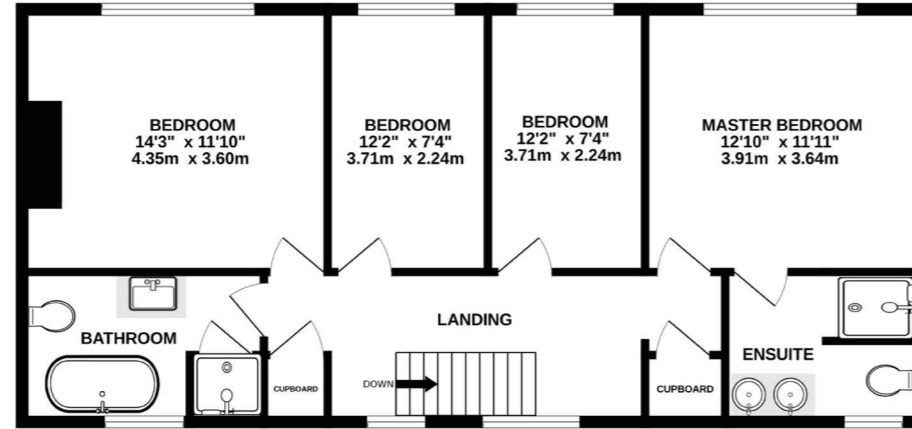 BEDROOM
14'3" x 11'10"
4.35m x 3.60m
BEDROOM
12'2" x 7'4"
3.71m x 2.24m
BEDROOM
12'2" x 7'4"
3.71m x 2.24m
MASTER BEDROOM
12'10" x 11'11"
3.91m x 3.64m
BATHROOM
LANDING
ENSUITE
DOWN
CUPBOARD
CUPBOARD